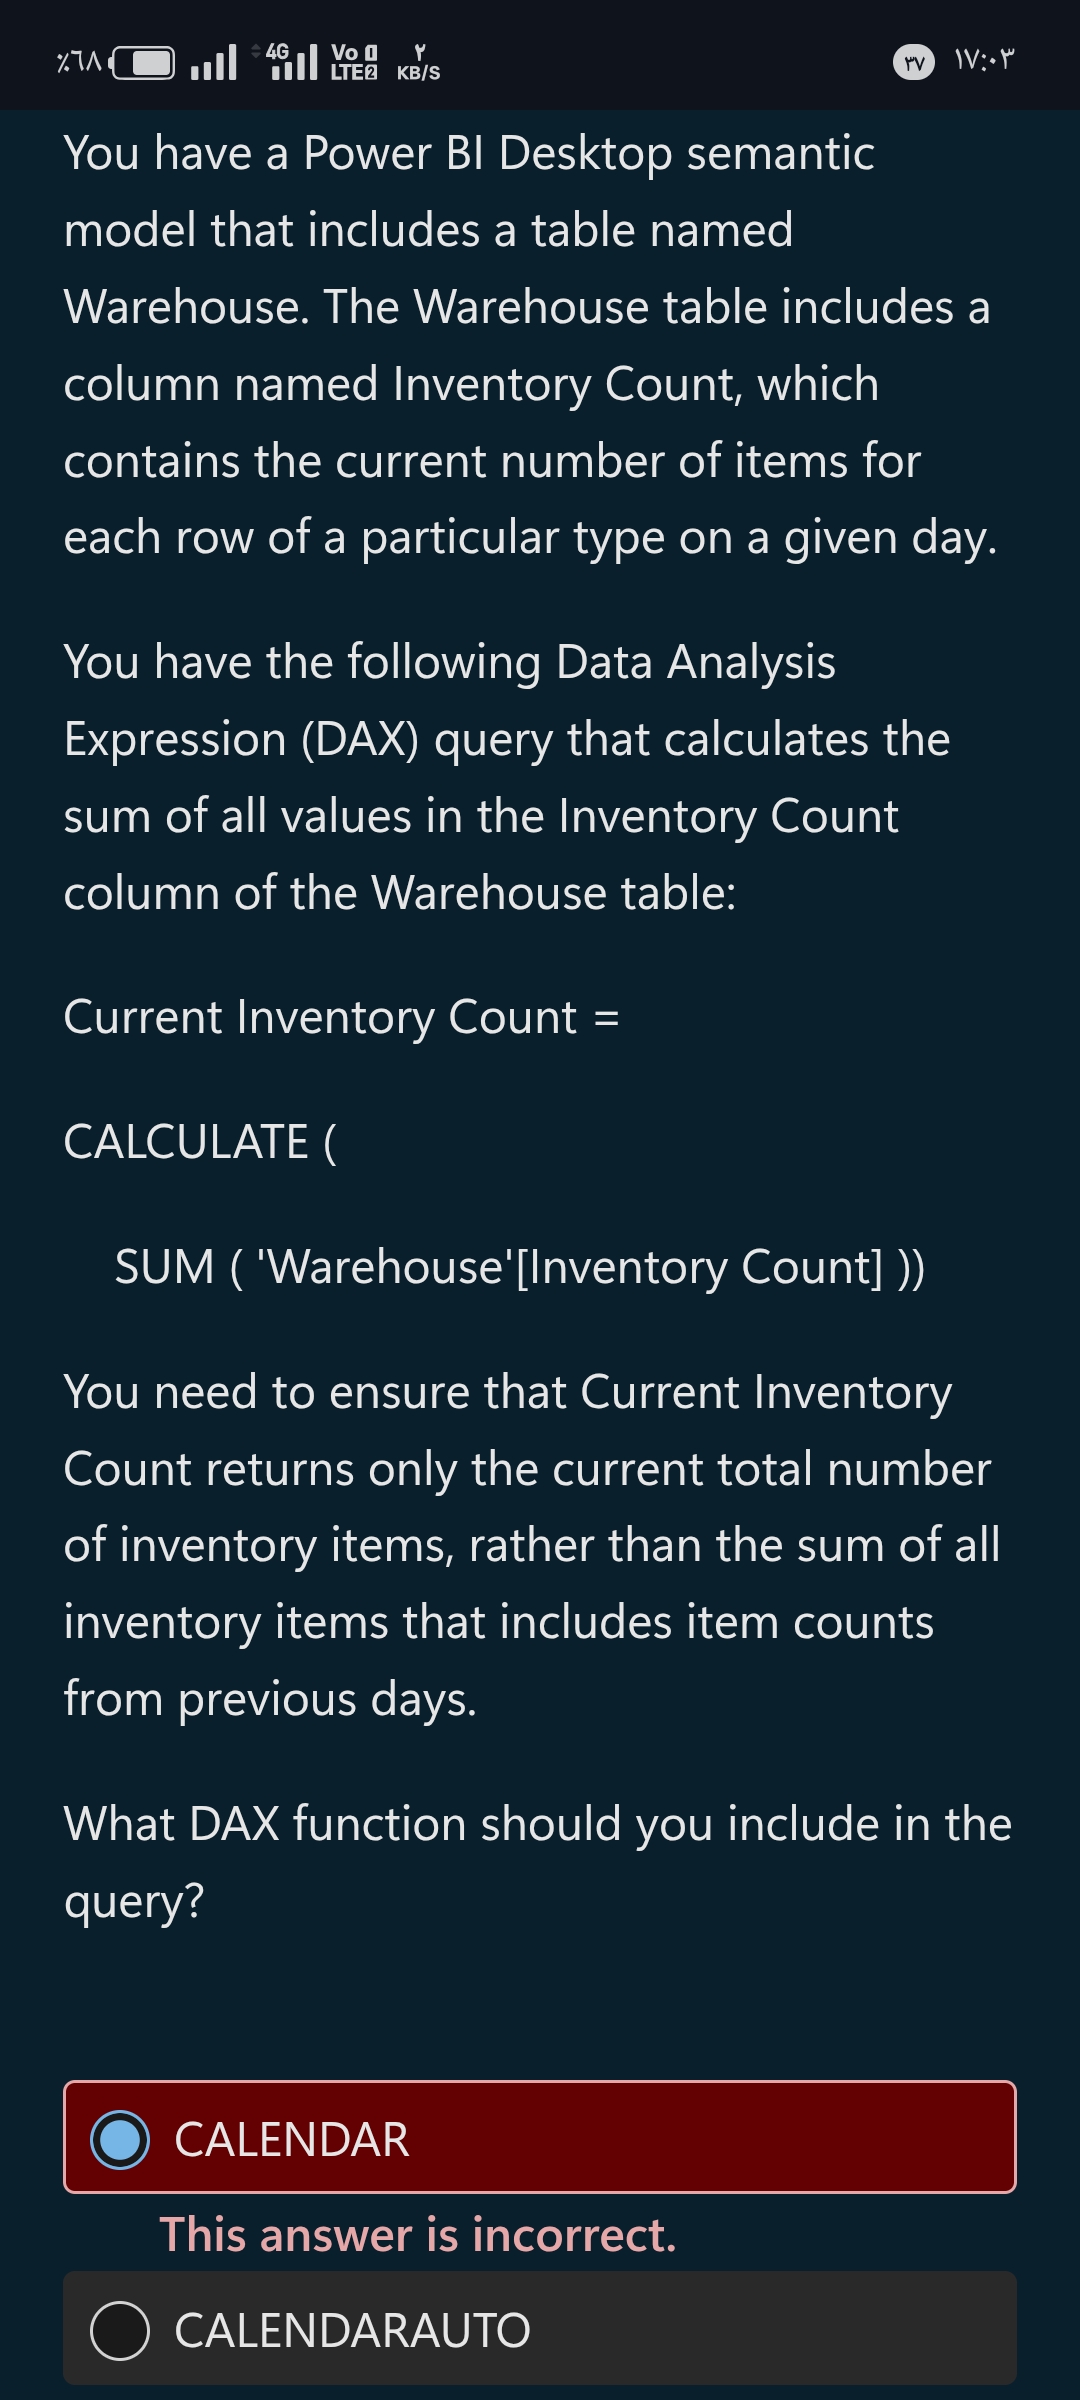 ٪٦٨ 4G Vo 1 LTE 2 ٢ KB/S ٣٧ ١٧:٠٣
You have a Power BI Desktop semantic
model that includes a table named
Warehouse. The Warehouse table includes a
column named Inventory Count, which
contains the current number of items for
each row of a particular type on a given day.
You have the following Data Analysis
Expression (DAX) query that calculates the
sum of all values in the Inventory Count
column of the Warehouse table:
Current Inventory Count =
CALCULATE (
SUM ( 'Warehouse'[Inventory Count] ))
You need to ensure that Current Inventory
Count returns only the current total number
of inventory items, rather than the sum of all
inventory items that includes item counts
from previous days.
What DAX function should you include in the
query?
CALENDAR
This answer is incorrect.
CALENDARAUTO